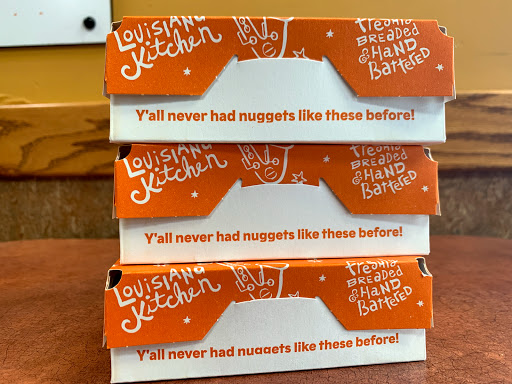 Louisiana
Kitchen
Freshly
Breaded
& Hand
Battered
Y'all never had nuggets like these before!
Louisiana
Kitchen
Freshly
Breaded
& Hand
Battered
Y'all never had nuggets like these before!
Louisiana
Kitchen
Freshly
Breaded
& Hand
Battered
Y'all never had nuggets like these before!